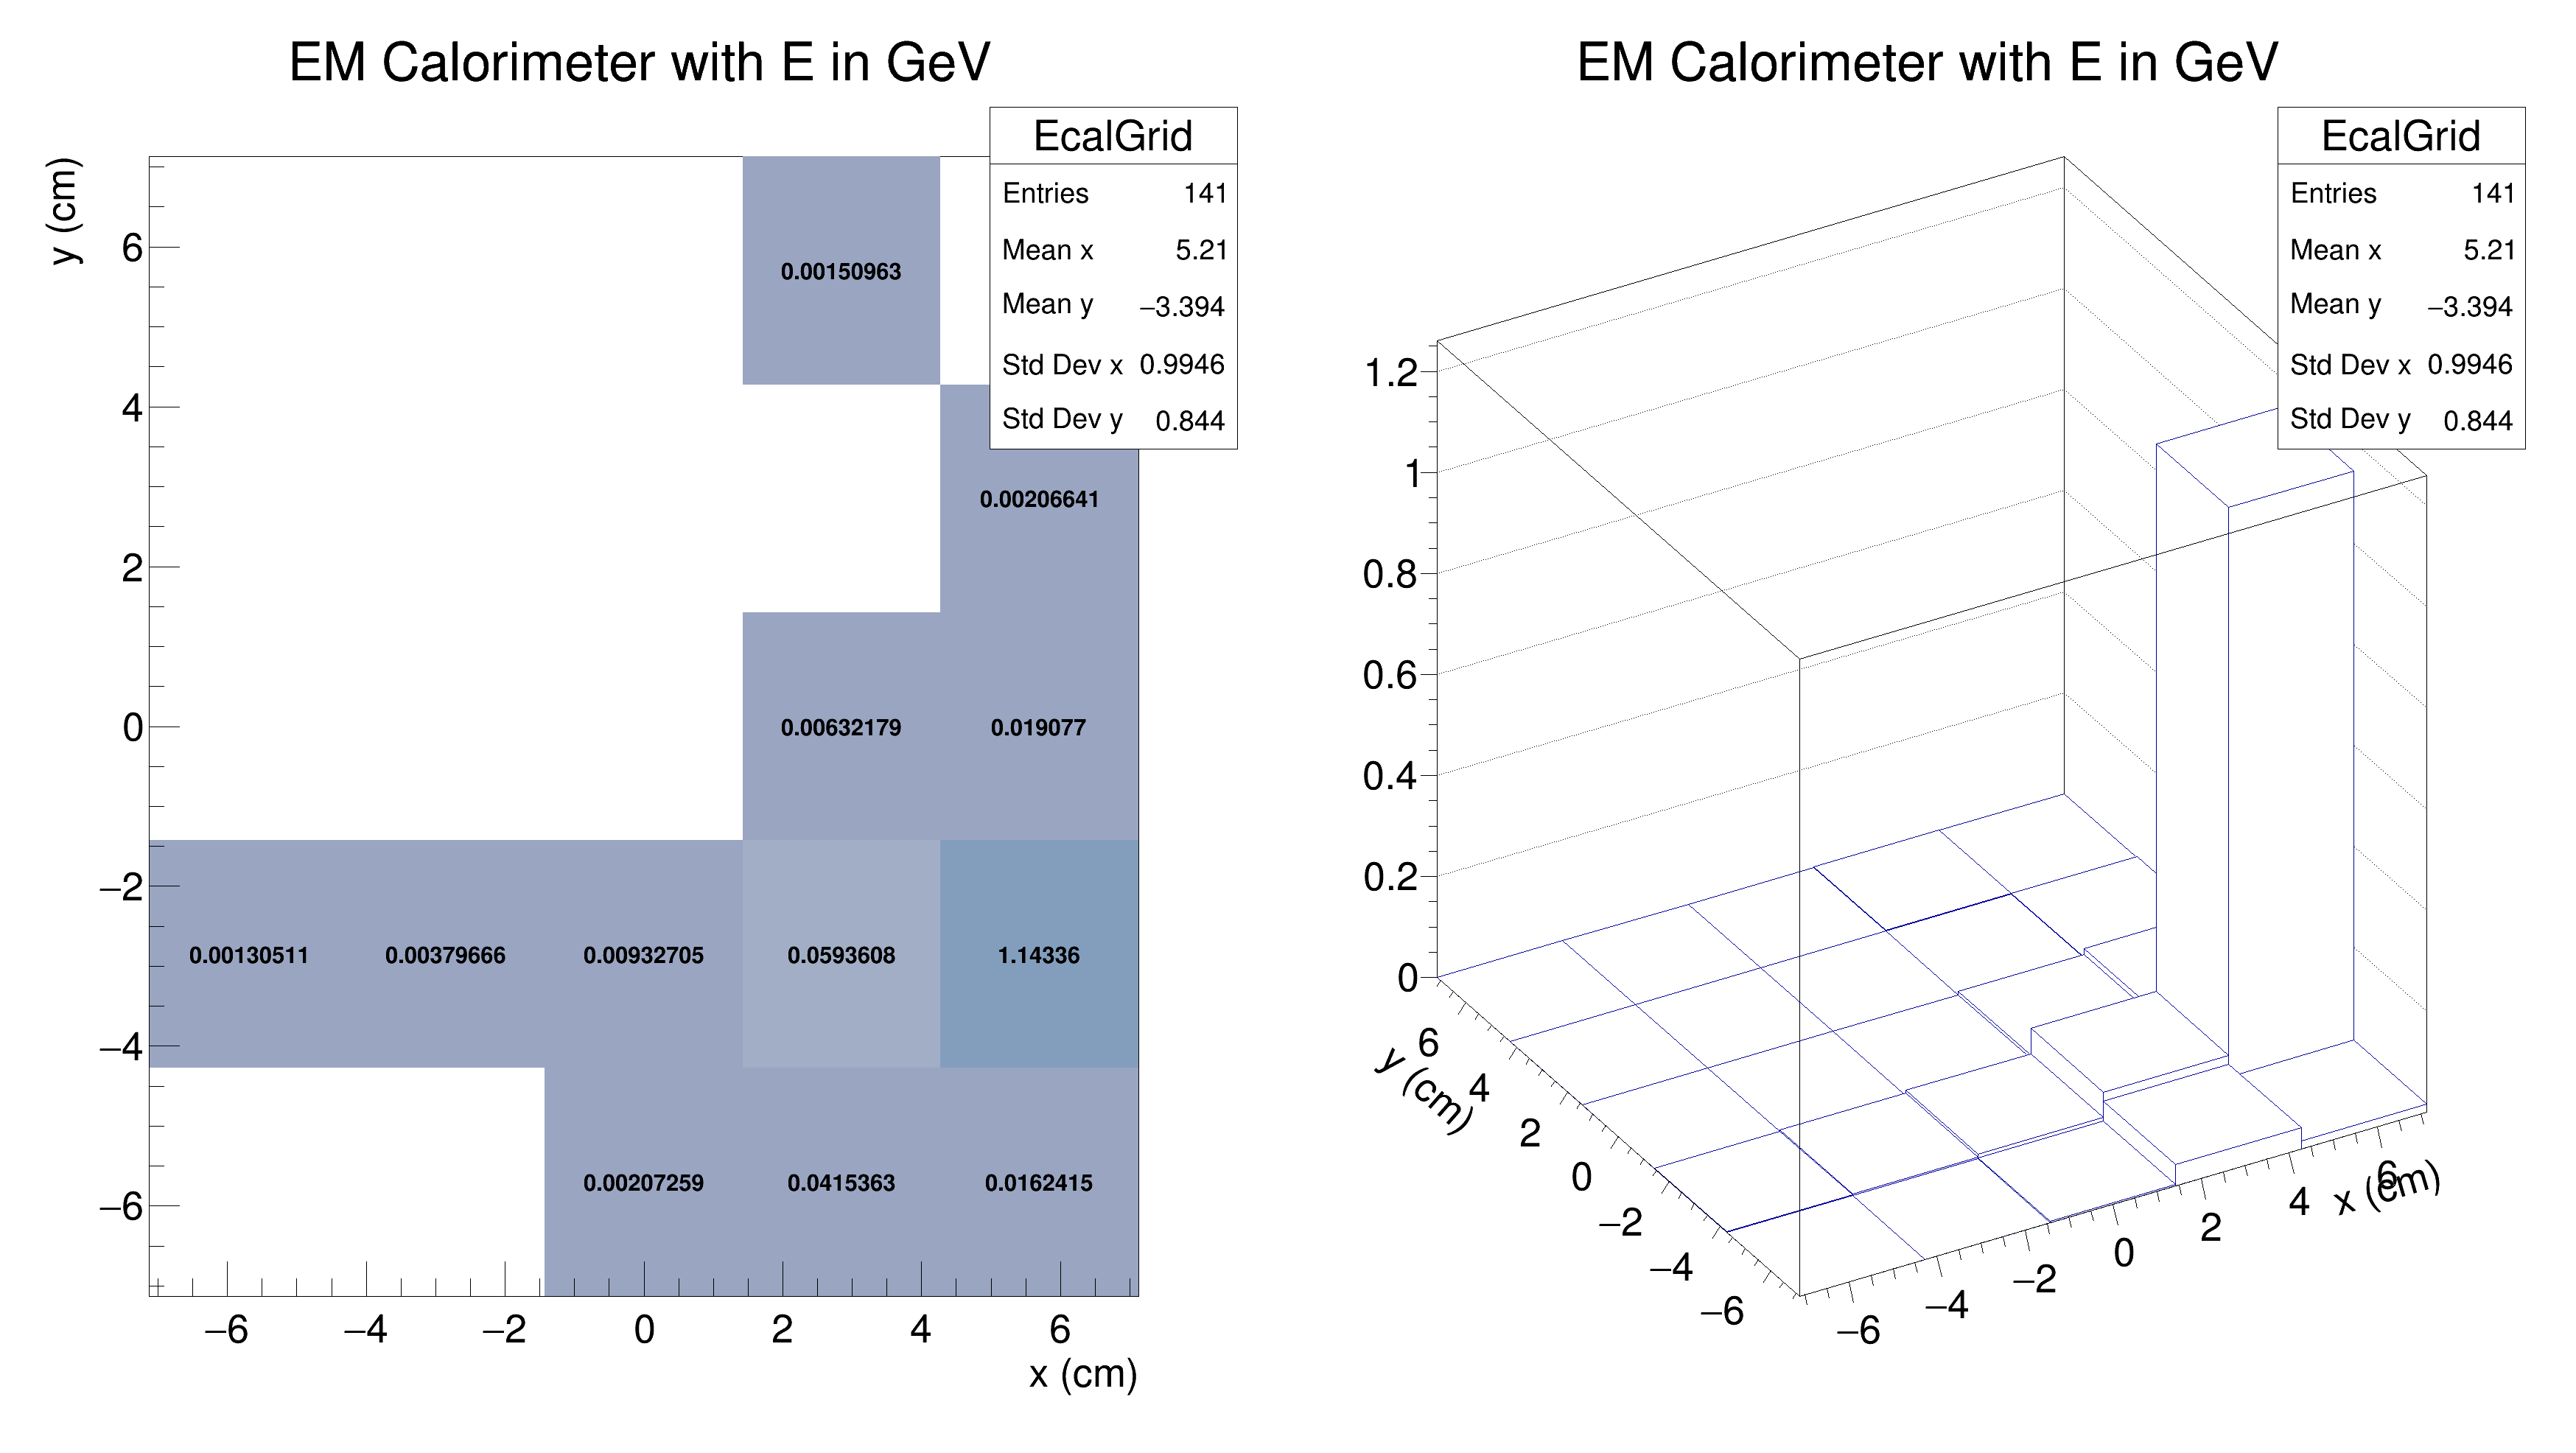 EM Calorimeter with E in GeV
EcalGrid
Entries 141
Mean x 5.21
Mean y −3.394
Std Dev x 0.9946
Std Dev y 0.844
y (cm)
6
4
2
0
−2
−4
−6
0.00150963
0.00206641
0.00632179 0.019077
0.00130511 0.00379666 0.00932705 0.0593608 1.14336
0.00207259 0.0415363 0.0162415
−6 −4 −2 0 2 4 6
x (cm)
EM Calorimeter with E in GeV
EcalGrid
Entries 141
Mean x 5.21
Mean y −3.394
Std Dev x 0.9946
Std Dev y 0.844
1.2
1
0.8
0.6
0.4
0.2
0
6
4
2
0
−2
−4
−6
y (cm)
−6
−4
−2
0
2
4
6
x (cm)